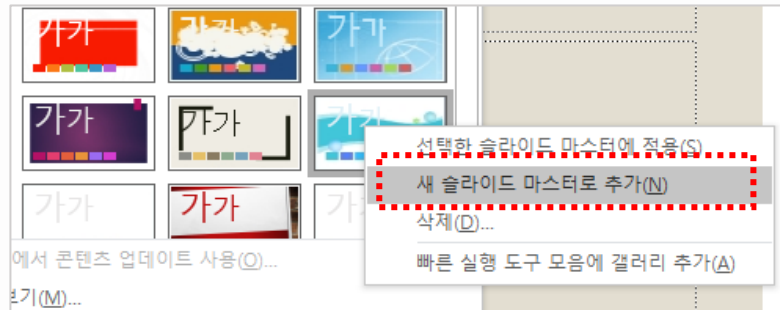 가가
가가
가가
가가
가가
가가
가가
가가
가
선택한 슬라이드 마스터에 적용(S)
새 슬라이드 마스터로 추가(N)
삭제(D)...
빠른 실행 도구 모음에 갤러리 추가(A)
에서 콘텐츠 업데이트 사용(O)...
보기(M)...